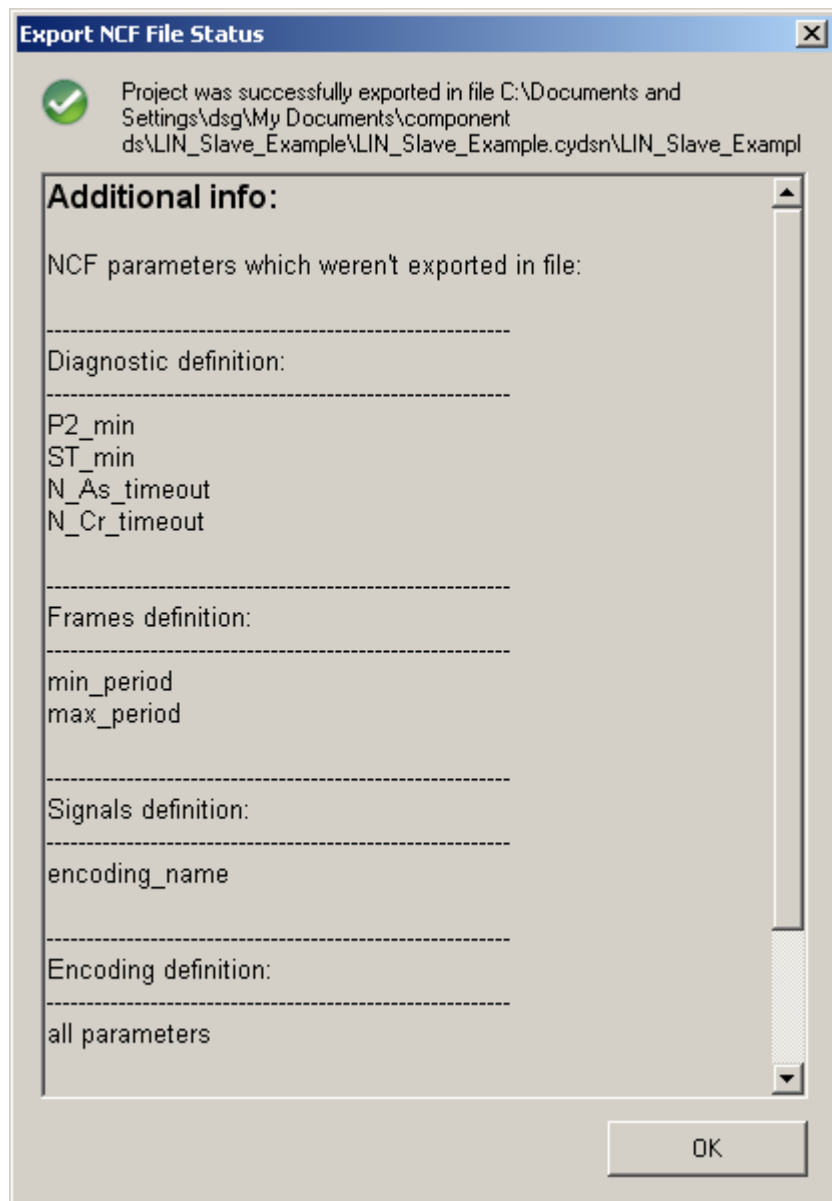 Export NCF File Status
Project was successfully exported in file C:\Documents and
Settings\dsg\My Documents\component
ds\LIN_Slave_Example\LIN_Slave_Example.cydsn\LIN_Slave_Exampl
Additional info:
NCF parameters which weren't exported in file:
----------------------------------------------------------
Diagnostic definition:
----------------------------------------------------------
P2_min
ST_min
N_As_timeout
N_Cr_timeout
----------------------------------------------------------
Frames definition:
----------------------------------------------------------
min_period
max_period
----------------------------------------------------------
Signals definition:
----------------------------------------------------------
encoding_name
----------------------------------------------------------
Encoding definition:
----------------------------------------------------------
all parameters
OK